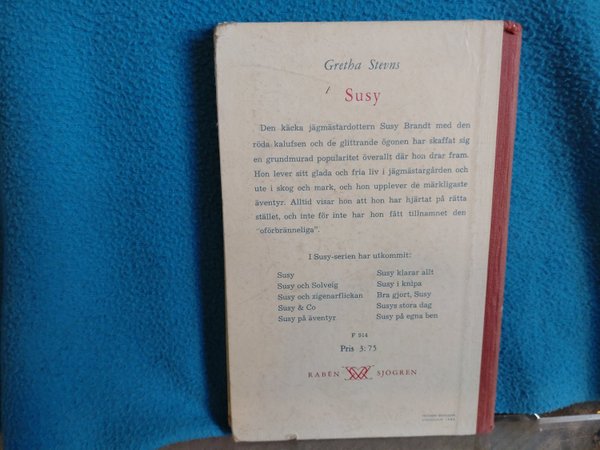 Gretha Stevns
Susy
Den käcka jägmästardottern Susy Brandt med den
röda kalufsen och de glittrande ögonen har skaffat sig
en grundmurad popularitet överallt där hon drar fram.
Hon lever sitt glada och fria liv i jägmästargården och
ute i skog och mark, och hon upplever de märkligaste
äventyr. Alltid visar hon att hon har hjärtat på rätta
stället, och inte för inte har hon fått tillnamnet den
"oförbränneliga".
I Susy-serien har utkommit:
Susy
Susy och Solveig
Susy och zigenarflickan
Susy & Co
Susy på äventyr
Susy klarar allt
Susy i knipa
Bra gjort, Susy
Susys stora dag
Susy på egna ben
F 514
Pris 3:75
RABÉN SJÖGREN